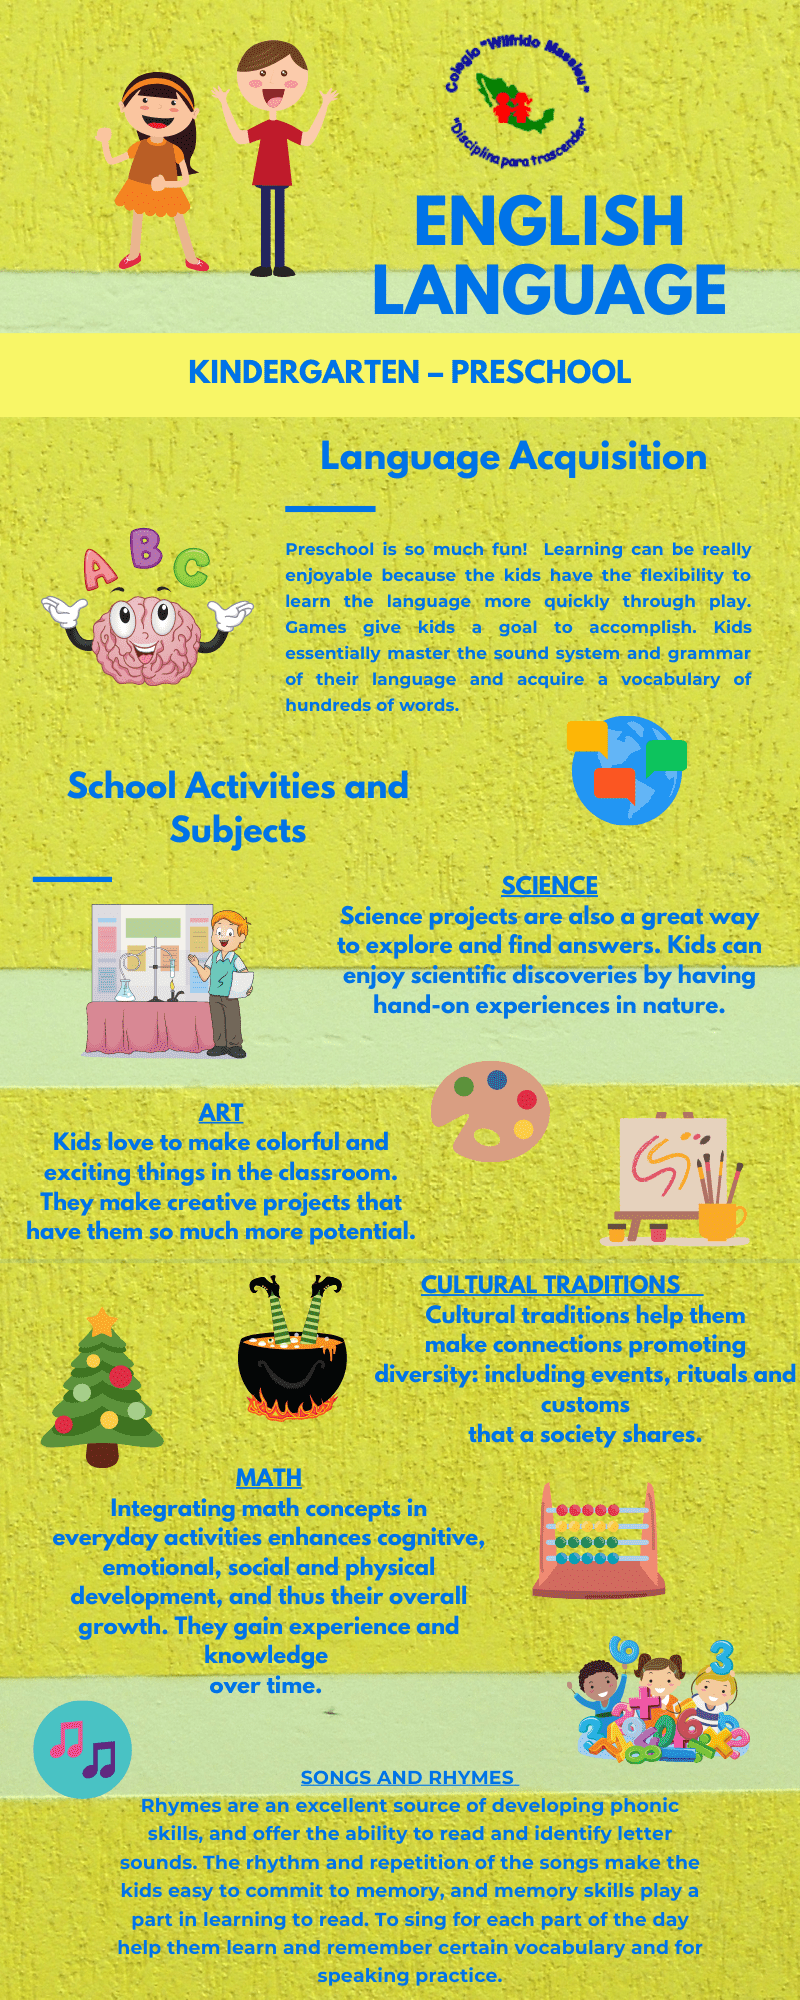 Colegio "Wilfrido Massieu"
"Disciplina para trascender"
ENGLISH
LANGUAGE
KINDERGARTEN – PRESCHOOL
Language Acquisition
A B C
Preschool is so much fun! Learning can be really
enjoyable because the kids have the flexibility to
learn the language more quickly through play.
Games give kids a goal to accomplish. Kids
essentially master the sound system and grammar
of their language and acquire a vocabulary of
hundreds of words.
School Activities and
Subjects
SCIENCE
Science projects are also a great way
to explore and find answers. Kids can
enjoy scientific discoveries by having
hand-on experiences in nature.
ART
Kids love to make colorful and
exciting things in the classroom.
They make creative projects that
have them so much more potential.
CULTURAL TRADITIONS
Cultural traditions help them
make connections promoting
diversity: including events, rituals and
customs
that a society shares.
MATH
Integrating math concepts in
everyday activities enhances cognitive,
emotional, social and physical
development, and thus their overall
growth. They gain experience and
knowledge
over time.
SONGS AND RHYMES
Rhymes are an excellent source of developing phonic
skills, and offer the ability to read and identify letter
sounds. The rhythm and repetition of the songs make the
kids easy to commit to memory, and memory skills play a
part in learning to read. To sing for each part of the day
help them learn and remember certain vocabulary and for
speaking practice.